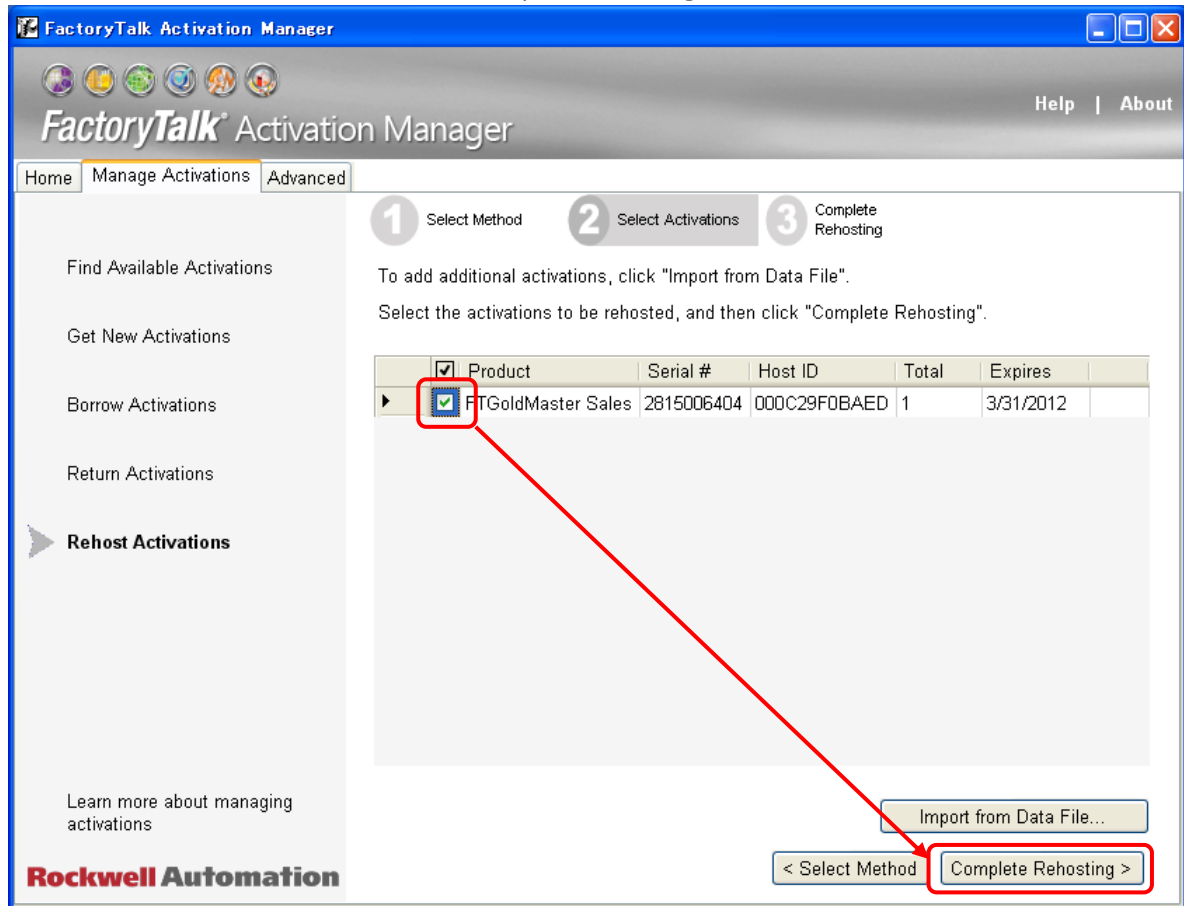 FactoryTalk Activation Manager
Help | About
FactoryTalk Activation Manager
Home Manage Activations Advanced
1 Select Method 2 Select Activations 3 Complete
Rehosting
Find Available Activations
To add additional activations, click "Import from Data File".
Select the activations to be rehosted, and then click "Complete Rehosting".
Get New Activations
Product Serial # Host ID Total Expires
FTGoldMaster Sales 2815006404 000C29F0BAED 1 3/31/2012
Borrow Activations
Return Activations
Rehost Activations
Learn more about managing
activations
Import from Data File...
Rockwell Automation
< Select Method Complete Rehosting >